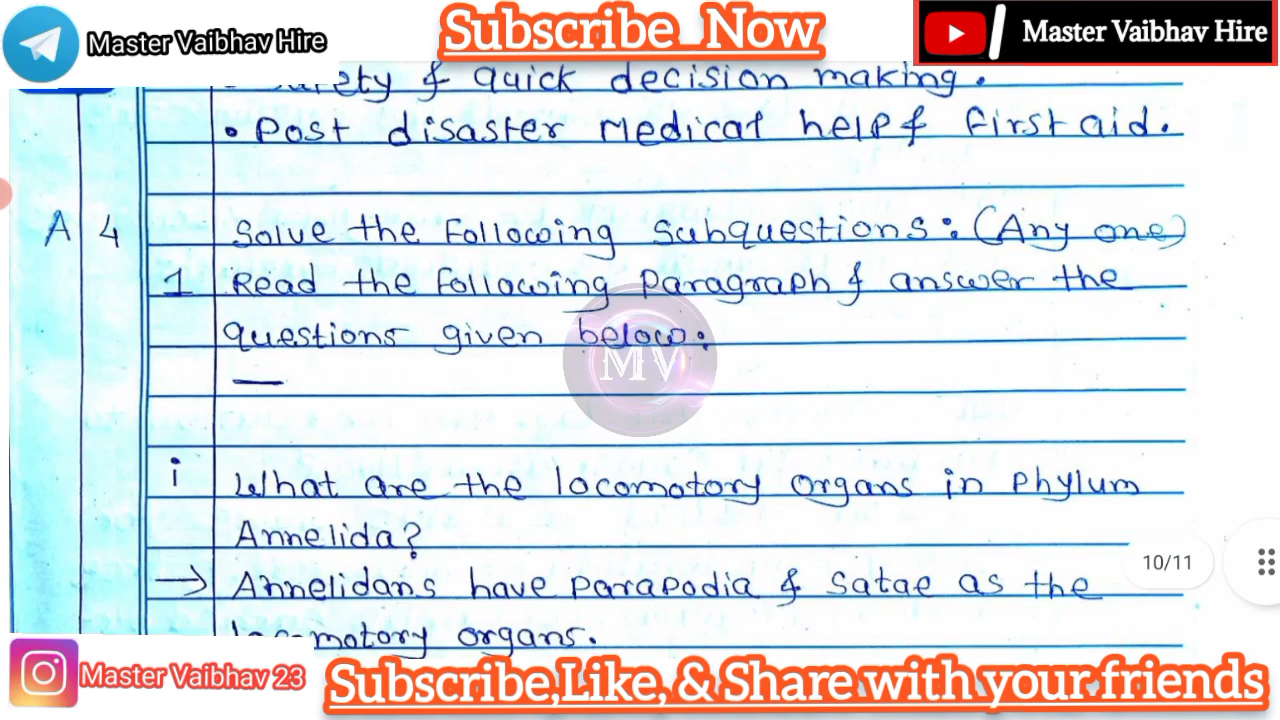 Master Vaibhav Hire
Subscribe Now
Master Vaibhav Hire
& quick decision making.
• Post disaster Medical help & first aid.
A 4 Solve the following subquestions: (Any one)
1 Read the following Paragraph & answer the
questions given below:
MV
i What are the locomotory organs in Phylum
Annelida?
10/11
→ Annelidans have Parapodia & Satae as the
locomotory organs.
Master Vaibhav 23
Subscribe,Like, & Share with your friends